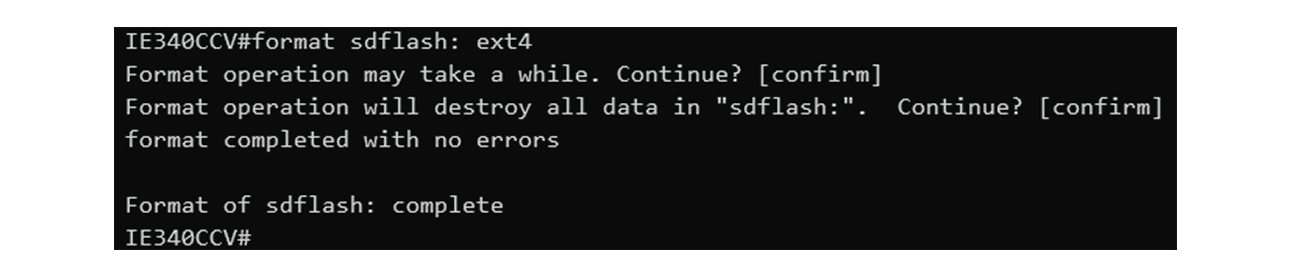 IE340CCV#format sdflash: ext4
Format operation may take a while. Continue? [confirm]
Format operation will destroy all data in "sdflash:".  Continue? [confirm]
format completed with no errors

Format of sdflash: complete
IE340CCV#